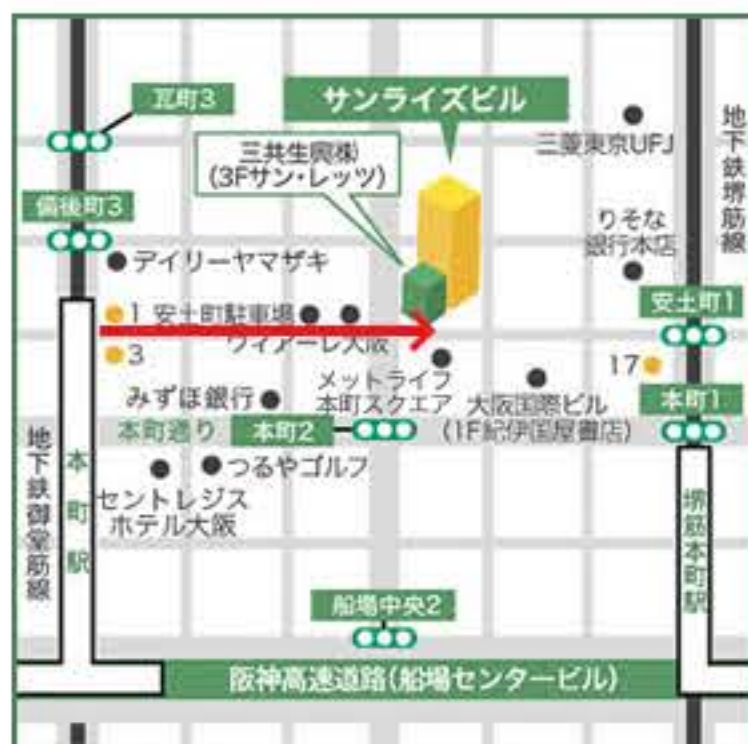 瓦町3
サンライズビル
三菱東京UFJ
地下鉄堺筋線
三共生興㈱
(3Fサン・レッツ)
備後町3
りそな
銀行本店
デイリーヤマザキ
1
安土町駐車場
安土町1
ヴィアーレ大阪
3
17
メットライフ
本町スクエア
みずほ銀行
大阪国際ビル
(1F紀伊国屋書店)
本町1
本町通り
本町2
つるやゴルフ
セントレジス
ホテル大阪
地下鉄御堂筋線
本町駅
堺筋本町駅
船場中央2
阪神高速道路(船場センタービル)